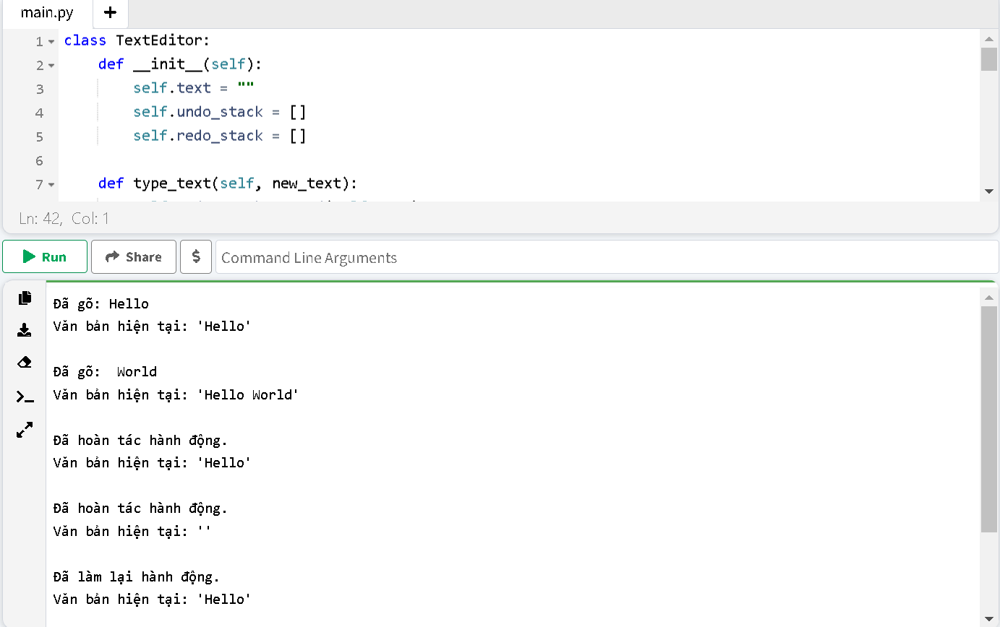 main.py +
1 class TextEditor:
2 def __init__(self):
3 self.text = ""
4 self.undo_stack = []
5 self.redo_stack = []
6
7 def type_text(self, new_text):
Ln: 42, Col: 1
Run Share $ Command Line Arguments
Đã gõ: Hello
Văn bản hiện tại: 'Hello'
Đã gõ:  World
Văn bản hiện tại: 'Hello World'
Đã hoàn tác hành động.
Văn bản hiện tại: 'Hello'
Đã hoàn tác hành động.
Văn bản hiện tại: ''
Đã làm lại hành động.
Văn bản hiện tại: 'Hello'